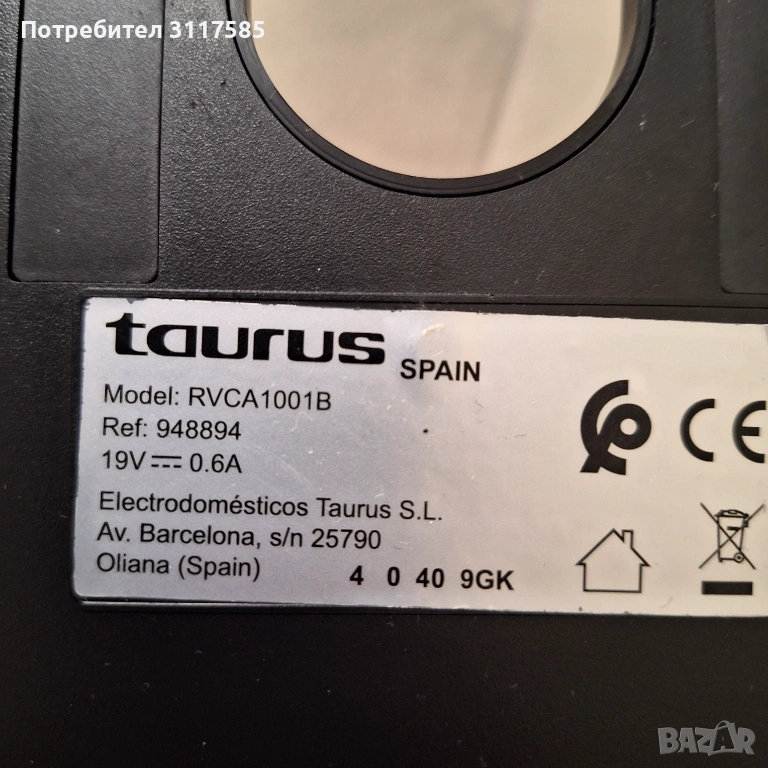 Потребител 3117585
taurus SPAIN
Model: RVCA1001B
Ref: 948894
19V⎓ 0.6A
Electrodomésticos Taurus S.L.
Av. Barcelona, s/n 25790
Oliana (Spain)
4 0 40 9GK
CE
BAZAR